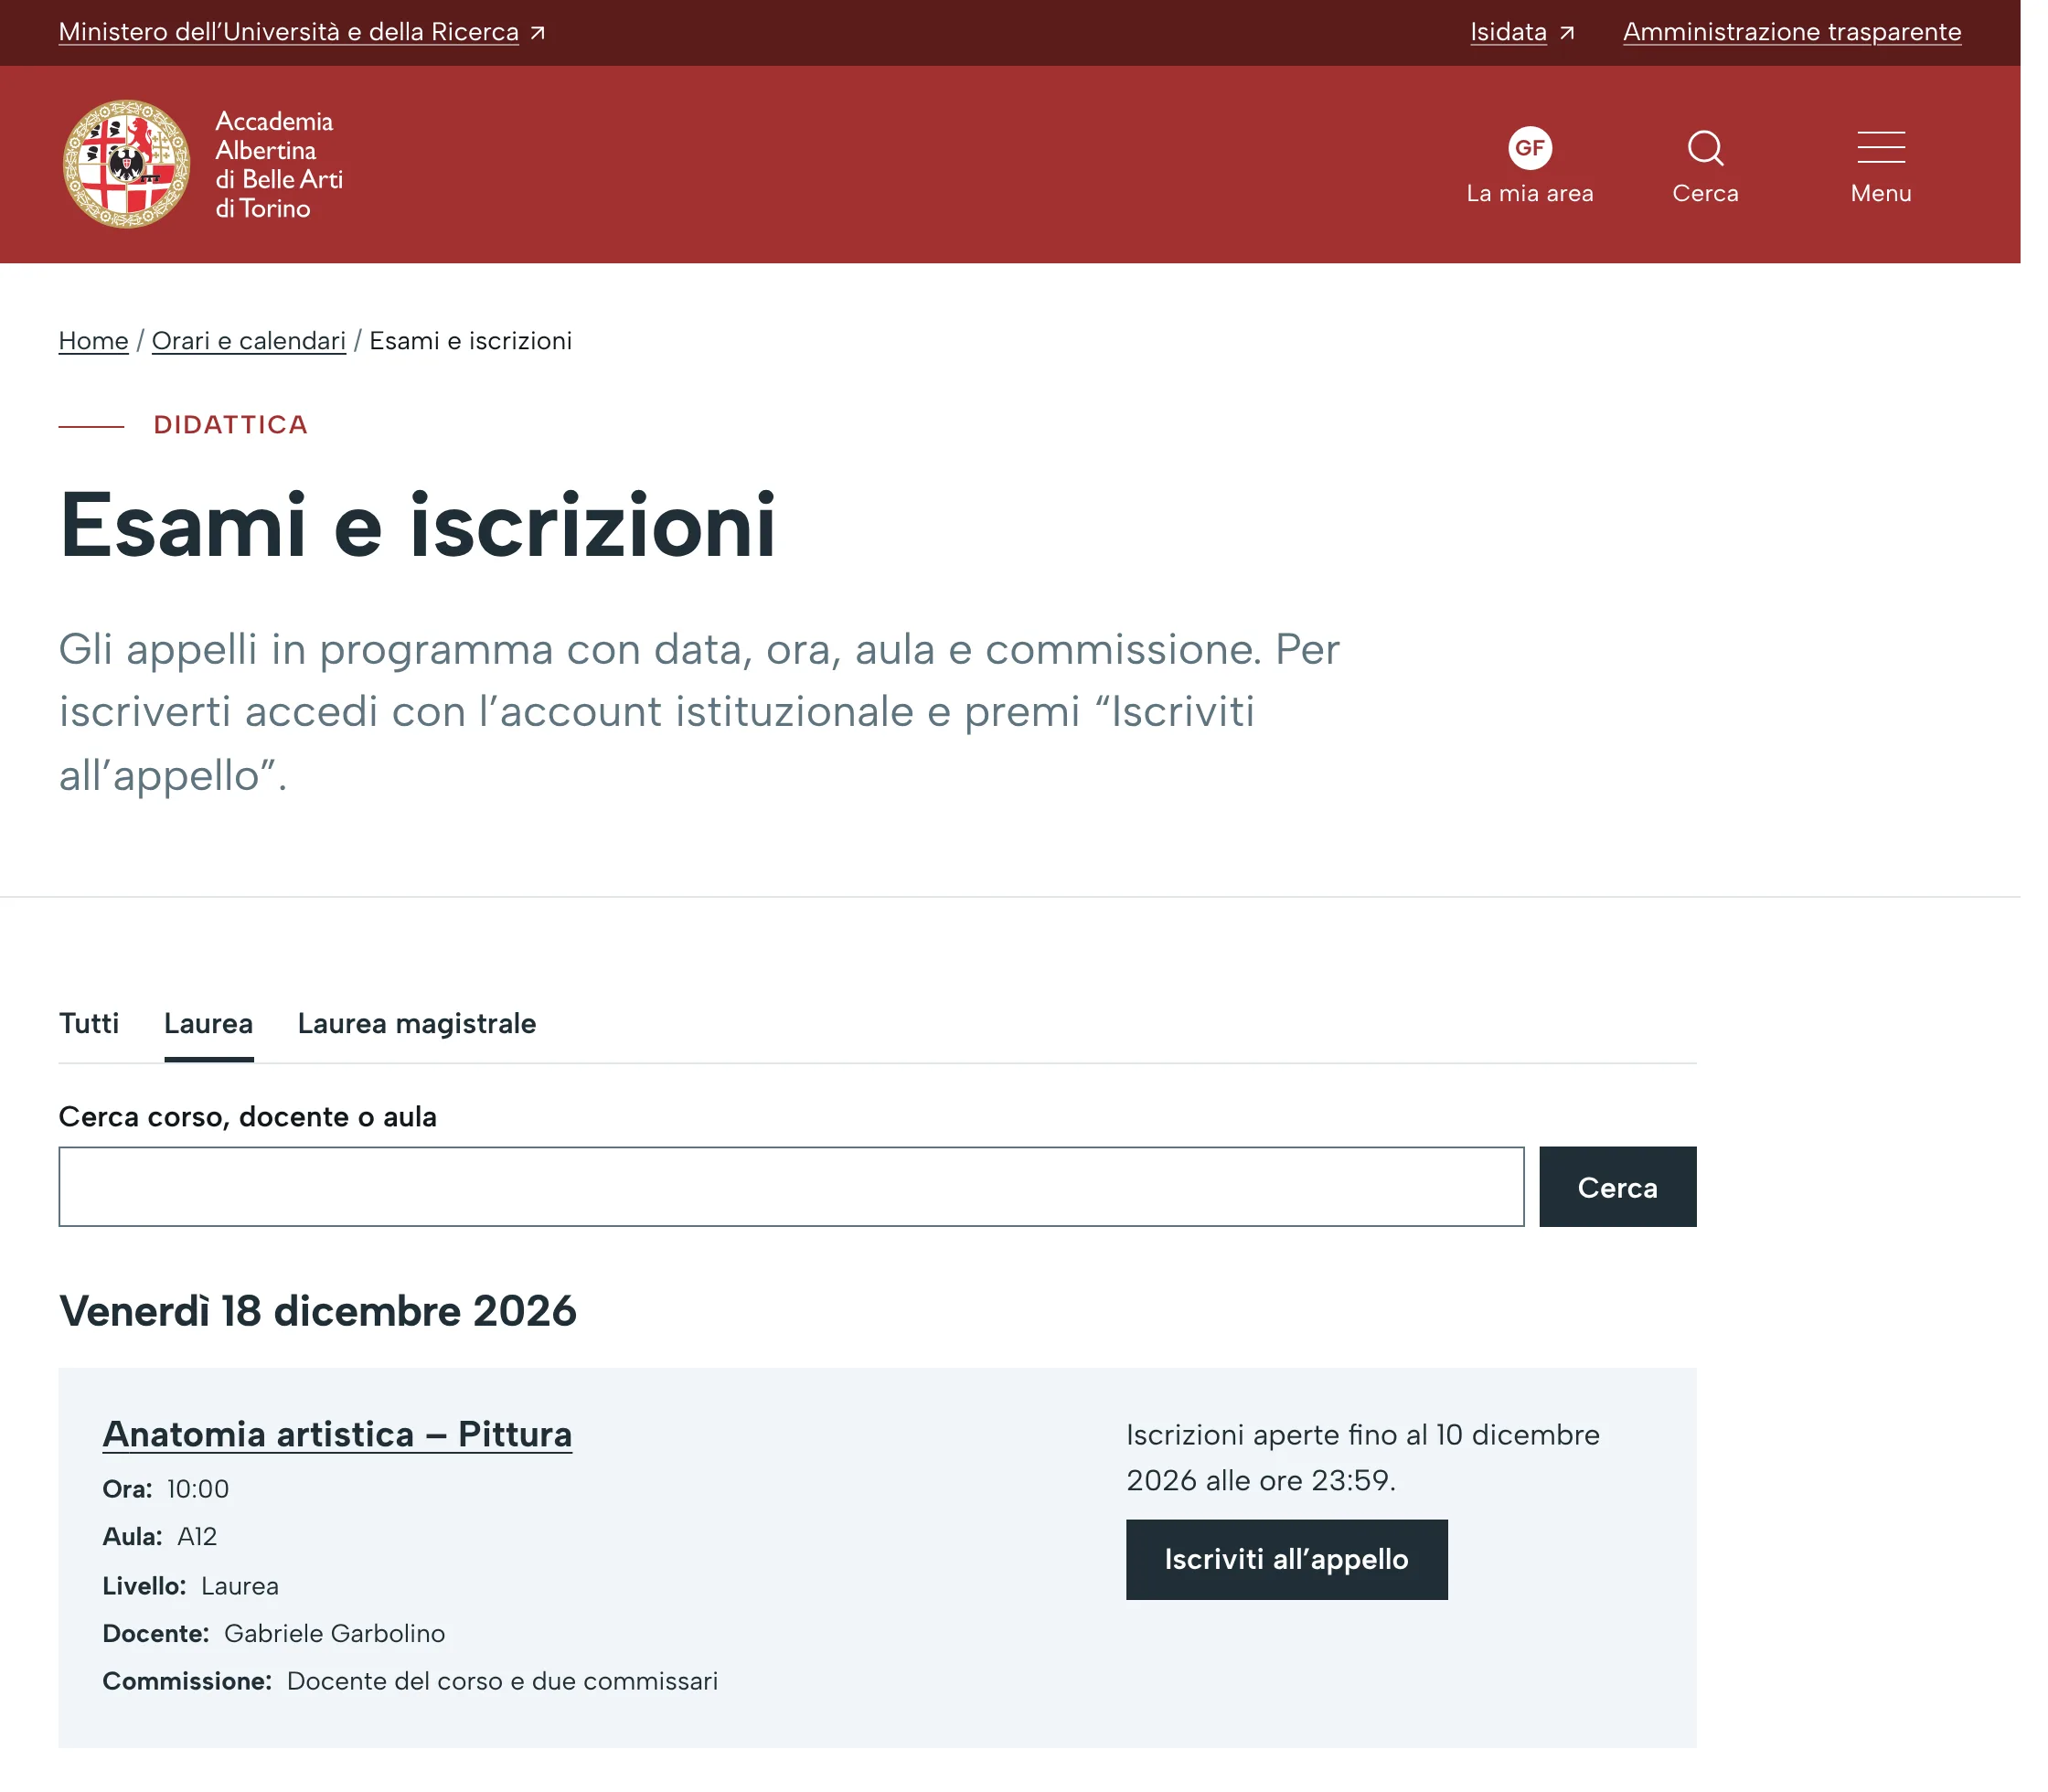 Ministero dell’Università e della Ricerca
Isidata
Amministrazione trasparente
Accademia
Albertina
di Belle Arti
di Torino
GF
La mia area
Cerca
Menu
Home / Orari e calendari / Esami e iscrizioni
DIDATTICA
Esami e iscrizioni
Gli appelli in programma con data, ora, aula e commissione. Per
iscriverti accedi con l’account istituzionale e premi “Iscriviti
all’appello”.
Tutti
Laurea
Laurea magistrale
Cerca corso, docente o aula
Cerca
Venerdì 18 dicembre 2026
Anatomia artistica – Pittura
Ora: 10:00
Aula: A12
Livello: Laurea
Docente: Gabriele Garbolino
Commissione: Docente del corso e due commissari
Iscrizioni aperte fino al 10 dicembre
2026 alle ore 23:59.
Iscriviti all’appello